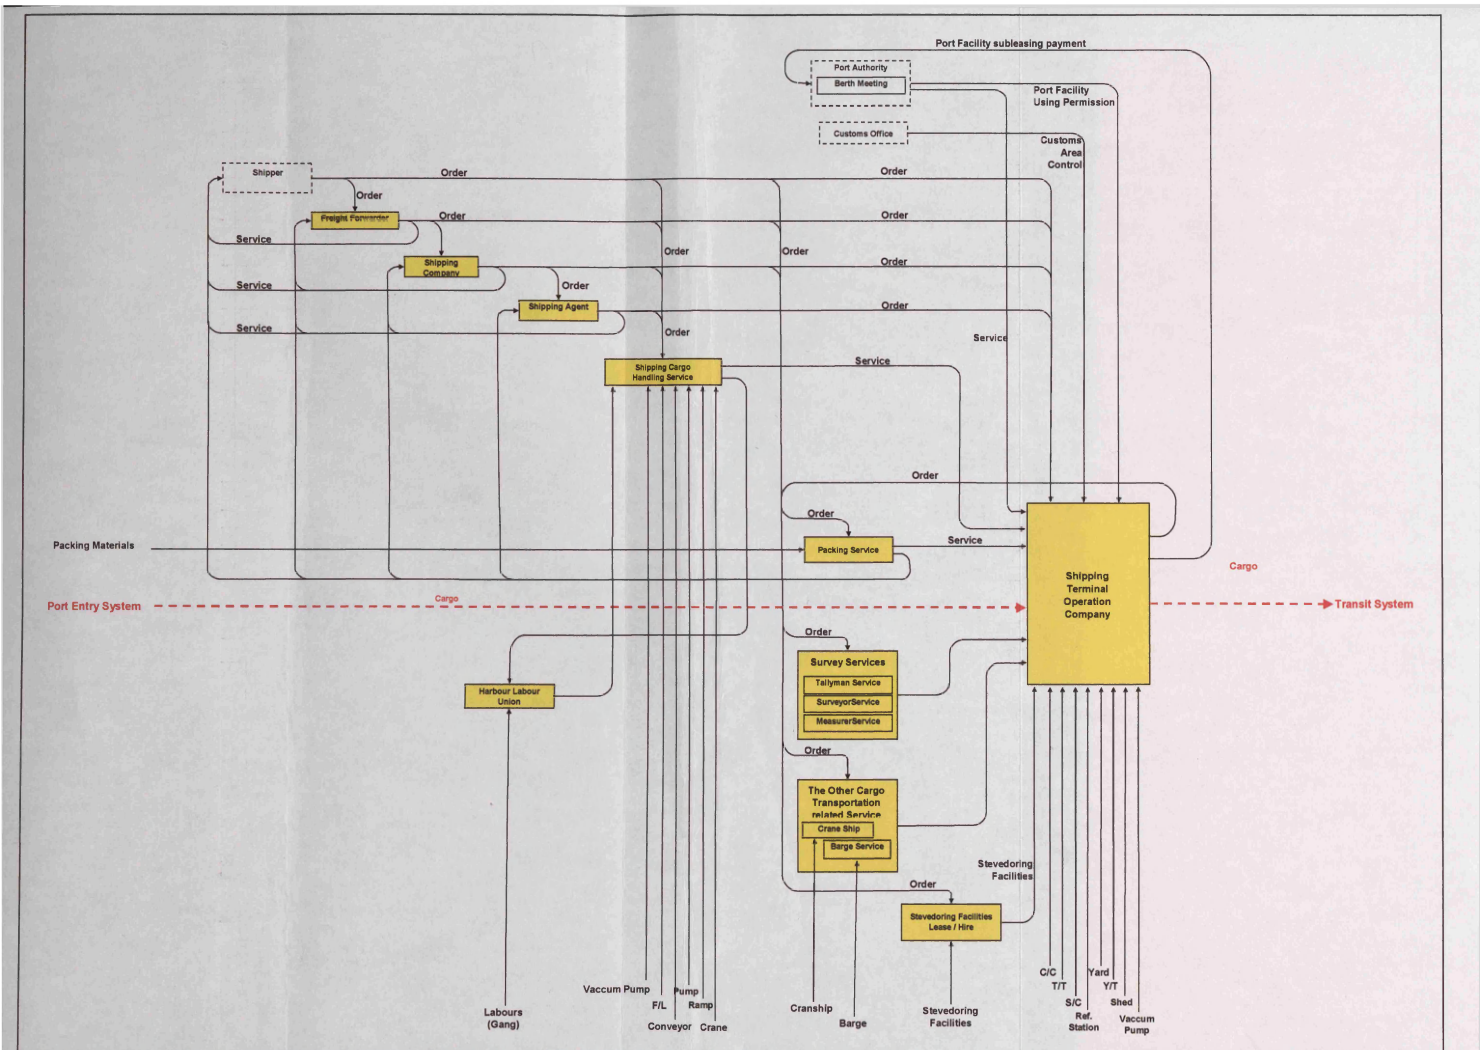 Port Facility subleasing payment
Port Authority
Berth Meeting
Port Facility
Using Permission
Customs Office
Customs
Area
Control
Shipper
Order
Order
Order
Freight Forwarder
Order
Order
Service
Order
Order
Shipping
Company
Order
Service
Order
Shipping Agent
Order
Service
Order
Service
Shipping Cargo
Handling Service
Service
Order
Order
Packing Materials
Packing Service
Service
Shipping
Terminal
Operation
Company
Cargo
Port Entry System
Cargo
Transit System
Order
Survey Services
Tallyman Service
SurveyorService
MeasurerService
Harbour Labour
Union
Order
The Other Cargo
Transportation
related Service
Crane Ship
Barge Service
Stevedoring
Facilities
Order
Stevedoring Facilities
Lease / Hire
C/C
Yard
T/T
Y/T
Vaccum Pump
Pump
F/L
Ramp
S/C
Shed
Cranship
Labours
(Gang)
Conveyor
Crane
Barge
Stevedoring
Facilities
Ref.
Station
Vaccum
Pump